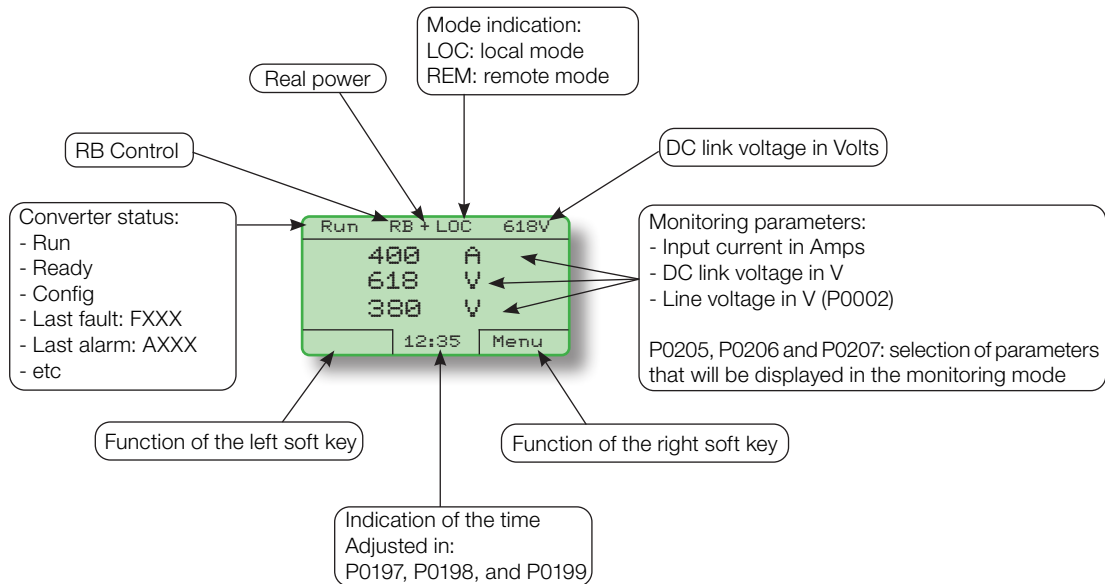 Mode indication:
LOC: local mode
REM: remote mode
Real power
RB Control
DC link voltage in Volts
Converter status:
- Run
- Ready
- Config
- Last fault: FXXX
- Last alarm: AXXX
- etc
Run RB + LOC 618V
400 A
618 V
380 V
12:35 Menu
Monitoring parameters:
- Input current in Amps
- DC link voltage in V
- Line voltage in V (P0002)
P0205, P0206 and P0207: selection of parameters
that will be displayed in the monitoring mode
Function of the left soft key
Function of the right soft key
Indication of the time
Adjusted in:
P0197, P0198, and P0199